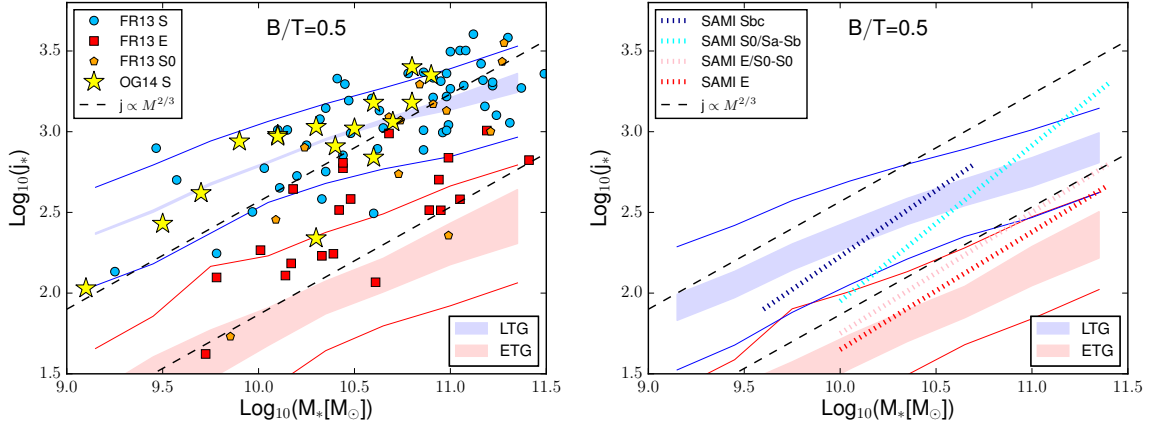 B/T=0.5
FR13 S
FR13 E
FR13 S0
OG14 S
j ∝ M^{2/3}
LTG
ETG
Log₁₀(j*)
3.5
3.0
2.5
2.0
1.5
9.0 9.5 10.0 10.5 11.0 11.5
Log₁₀(M*[M⊙])
B/T=0.5
SAMI Sbc
SAMI S0/Sa-Sb
SAMI E/S0-S0
SAMI E
j ∝ M^{2/3}
LTG
ETG
Log₁₀(j*)
3.5
3.0
2.5
2.0
1.5
9.0 9.5 10.0 10.5 11.0 11.5
Log₁₀(M*[M⊙])